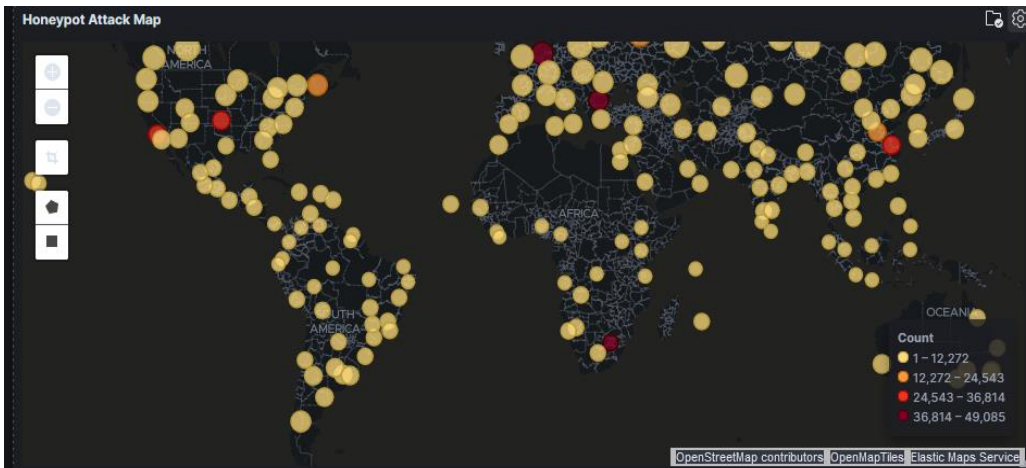 Honeypot Attack Map
NORTH
AMERICA
ASIA
AFRICA
SOUTH
AMERICA
OCEANIA
Count
1 – 12,272
12,272 – 24,543
24,543 – 36,814
36,814 – 49,085
OpenStreetMap contributors OpenMapTiles Elastic Maps Service